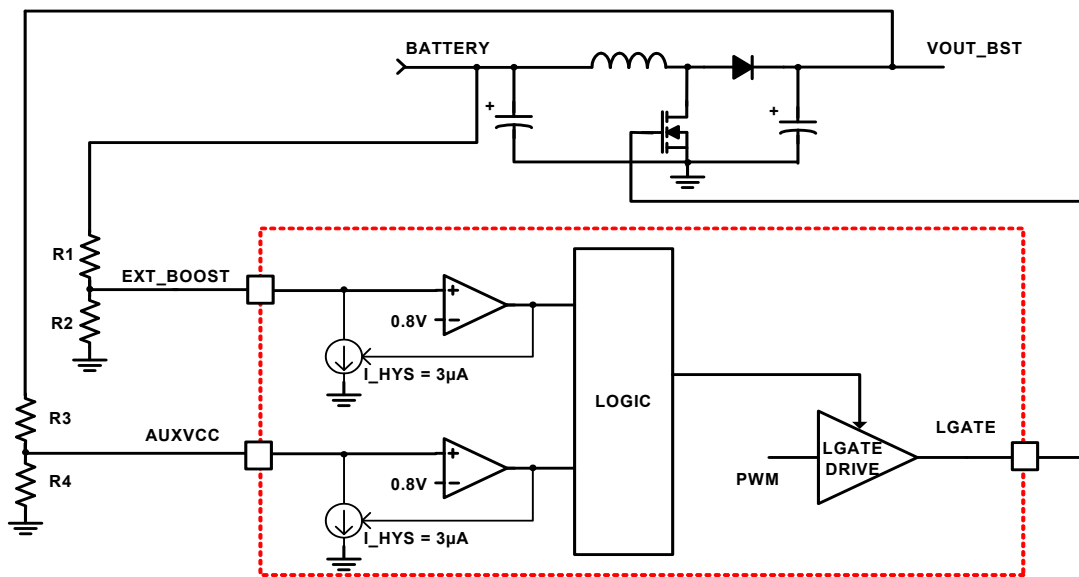 BATTERY
VOUT_BST
+
+
R1
EXT_BOOST
R2
+
0.8V
−
I_HYS = 3µA
LOGIC
R3
AUXVCC
R4
+
0.8V
−
I_HYS = 3µA
PWM
LGATE
DRIVE
LGATE